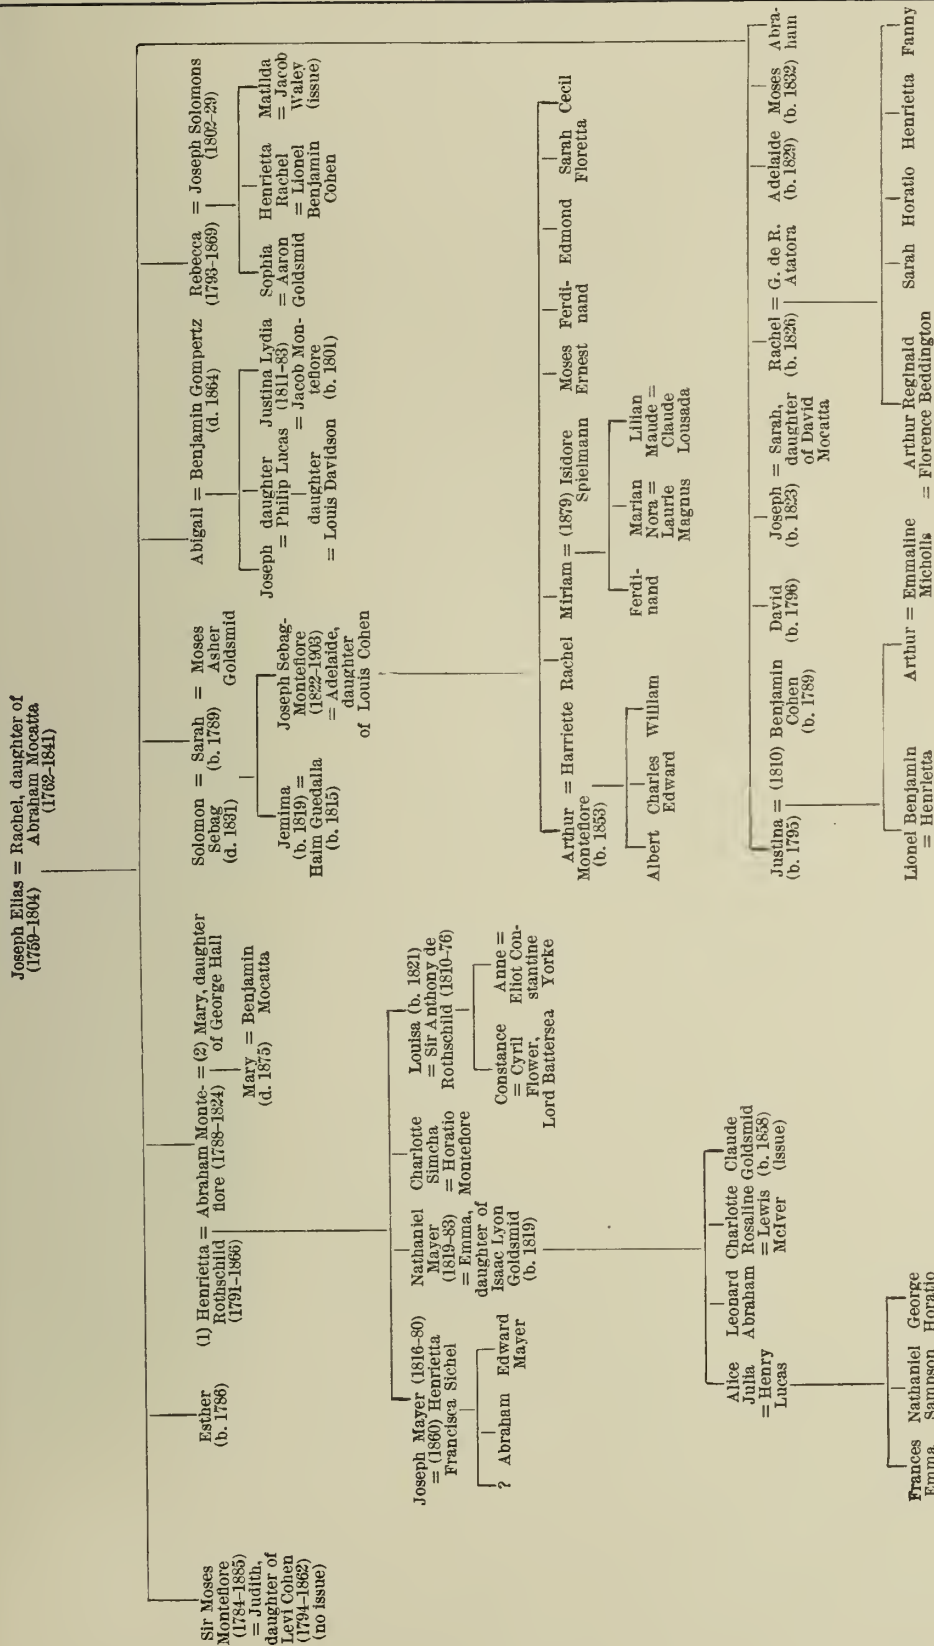 Joseph Elias = Rachel, daughter of
(1759–1804) Abraham Mocatta
(1762–1841)
Sir Moses
Montefiore
(1784–1885)
= Judith,
daughter of
Levi Cohen
(1794–1862)
(no issue)
Esther
(b. 1786)
(1) Henrietta = Abraham Monte- = (2) Mary, daughter
Rothschild fiore (1788–1824) of George Hall
(1791–1866)
Mary = Benjamin
(d. 1875) Mocatta
Solomon = Sarah = Moses
Sebag (b. 1789) Asher
(d. 1831) Goldsmid
Abigail = Benjamin Gompertz
(d. 1864)
Rebecca = Joseph Solomons
(1793–1869) (1802–29)
Jemima
(b. 1819) =
Haim Guedalla
(b. 1815)
Joseph Sebag-
Montefiore
(1822–1903)
= Adelaide,
daughter
of Louis Cohen
Joseph
daughter
= Philip Lucas
Justina Lydia
(1811–83)
= Jacob Mon-
tefiore
(b. 1801)
daughter
= Louis Davidson
Sophia
= Aaron
Goldsmid
Henrietta
Rachel
= Lionel
Benjamin
Cohen
Matilda
= Jacob
Waley
(issue)
Joseph Mayer (1816–80)
= (1860) Henrietta
Francisca Sichel
Nathaniel
Mayer
(1819–83)
= Emma,
daughter of
Isaac Lyon
Goldsmid
(b. 1819)
Charlotte
Simcha
= Horatio
Montefiore
Louisa (b. 1821)
= Sir Anthony de
Rothschild (1810–76)
? Abraham
Edward
Mayer
Constance
= Cyril
Flower,
Lord Battersea
Anne =
Eliot Con-
stantine
Yorke
Arthur = Harriette Rachel
Montefiore
(b. 1853)
Miriam = (1879) Isidore
Spielmann
Moses
Ernest
Ferdi-
nand
Edmond
Sarah
Floretta
Cecil
Albert
Charles
Edward
William
Ferdi-
nand
Marian
Nora =
Laurie
Magnus
Lilian
Maude =
Claude
Lousada
Alice
Julia
= Henry
Lucas
Leonard
Abraham
Charlotte
Rosaline
= Lewis
McIver
Claude
Goldsmid
(b. 1858)
(issue)
Justina = (1810) Benjamin
(b. 1795) Cohen
(b. 1789)
David
(b. 1796)
Joseph = Sarah,
(b. 1823) daughter
of David
Mocatta
Rachel = G. de R.
(b. 1826) Atatora
Adelaide
(b. 1829)
Moses
(b. 1832)
Abra-
ham
Frances
Emma
Nathaniel
Sampson
George
Horatio
Lionel Benjamin
= Henrietta
Arthur = Emmaline
Micholls
Arthur Reginald
= Florence Beddington
Sarah
Horatio
Henrietta
Fanny